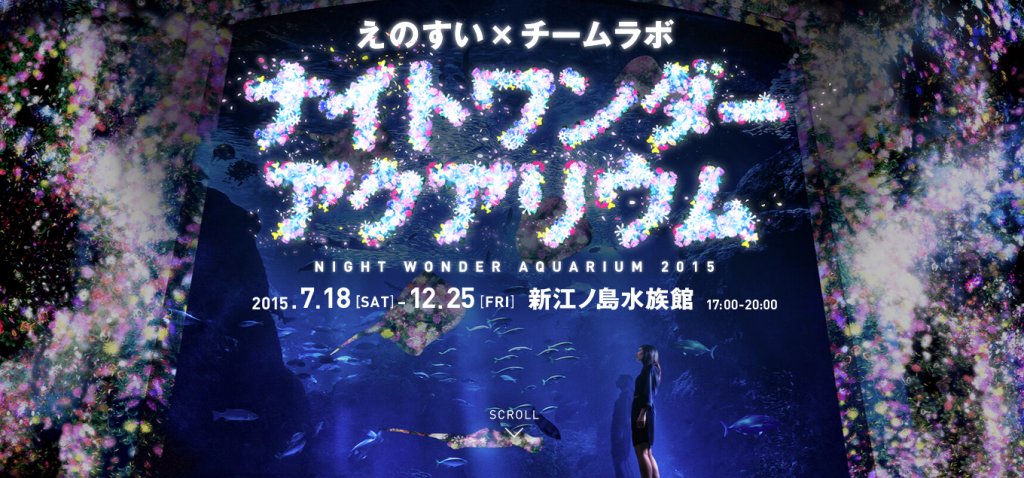 えのすい×チームラボ
ナイトワンダー
アクアリウム
NIGHT WONDER AQUARIUM 2015
2015.7.18[SAT]-12.25[FRI] 新江ノ島水族館 17:00-20:00
SCROLL